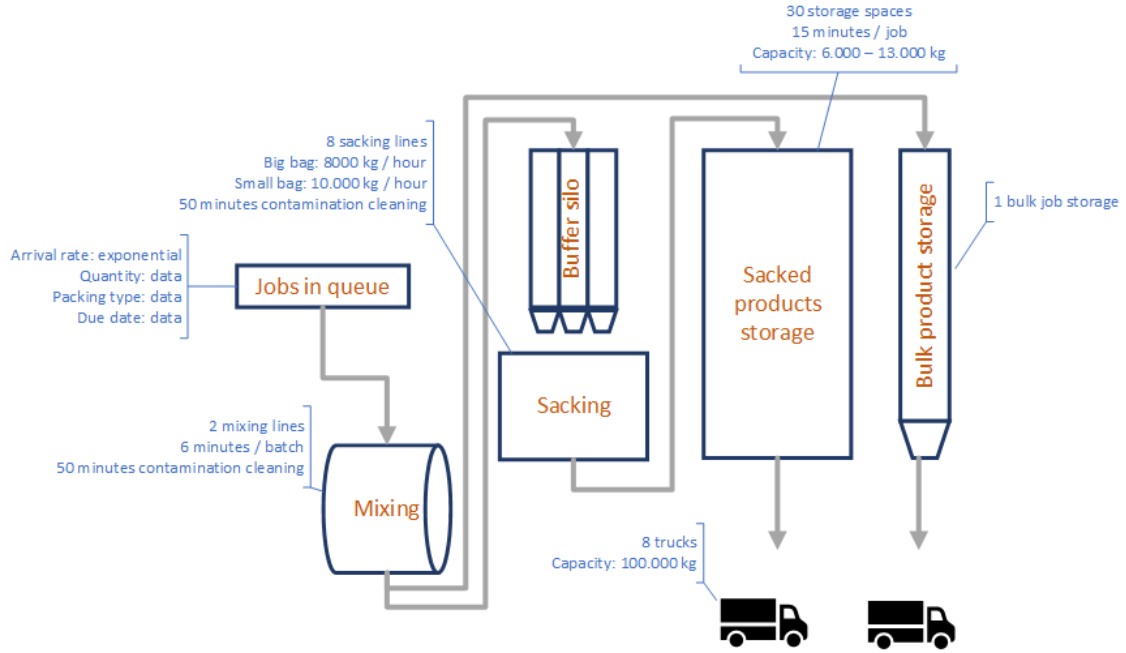 30 storage spaces
15 minutes / job
Capacity: 6.000 – 13.000 kg
8 sacking lines
Big bag: 8000 kg / hour
Small bag: 10.000 kg / hour
50 minutes contamination cleaning
Buffer silo
1 bulk job storage
Arrival rate: exponential
Quantity: data
Packing type: data
Due date: data
Jobs in queue
Sacked
products
storage
Bulk product storage
Sacking
2 mixing lines
6 minutes / batch
50 minutes contamination cleaning
Mixing
8 trucks
Capacity: 100.000 kg